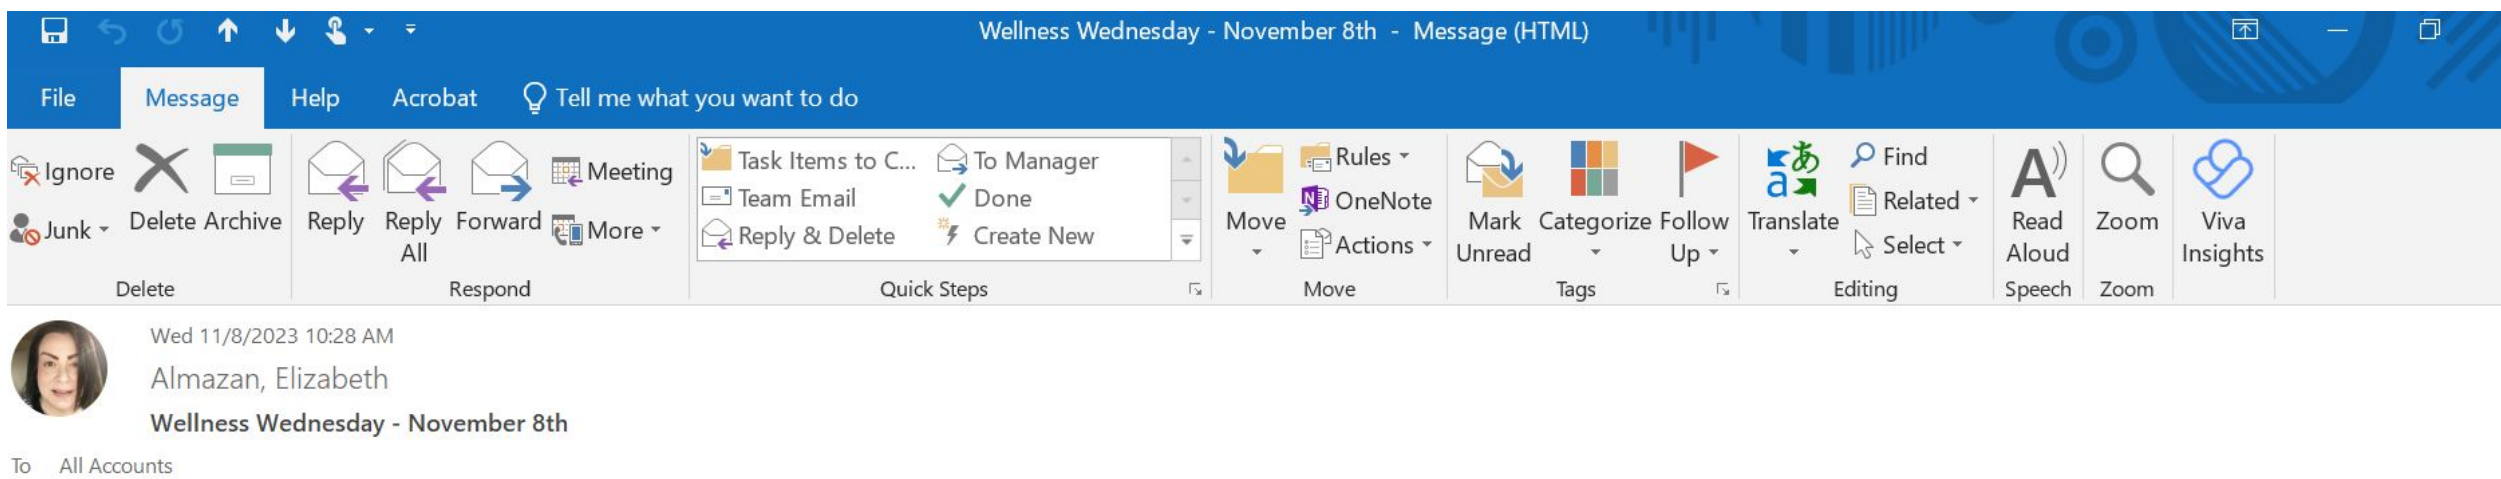 Wellness Wednesday - November 8th - Message (HTML)
File Message Help Acrobat Tell me what you want to do
Ignore
Junk
Delete Archive
Delete
Reply
Reply All
Forward
Meeting
More
Respond
Task Items to C... To Manager
Team Email Done
Reply & Delete Create New
Quick Steps
Move
Rules
OneNote
Actions
Move
Mark Unread
Categorize
Follow Up
Tags
Translate
Find
Related
Select
Editing
Read Aloud
Speech
Zoom
Zoom
Viva Insights
Wed 11/8/2023 10:28 AM
Almazan, Elizabeth
Wellness Wednesday - November 8th
To All Accounts